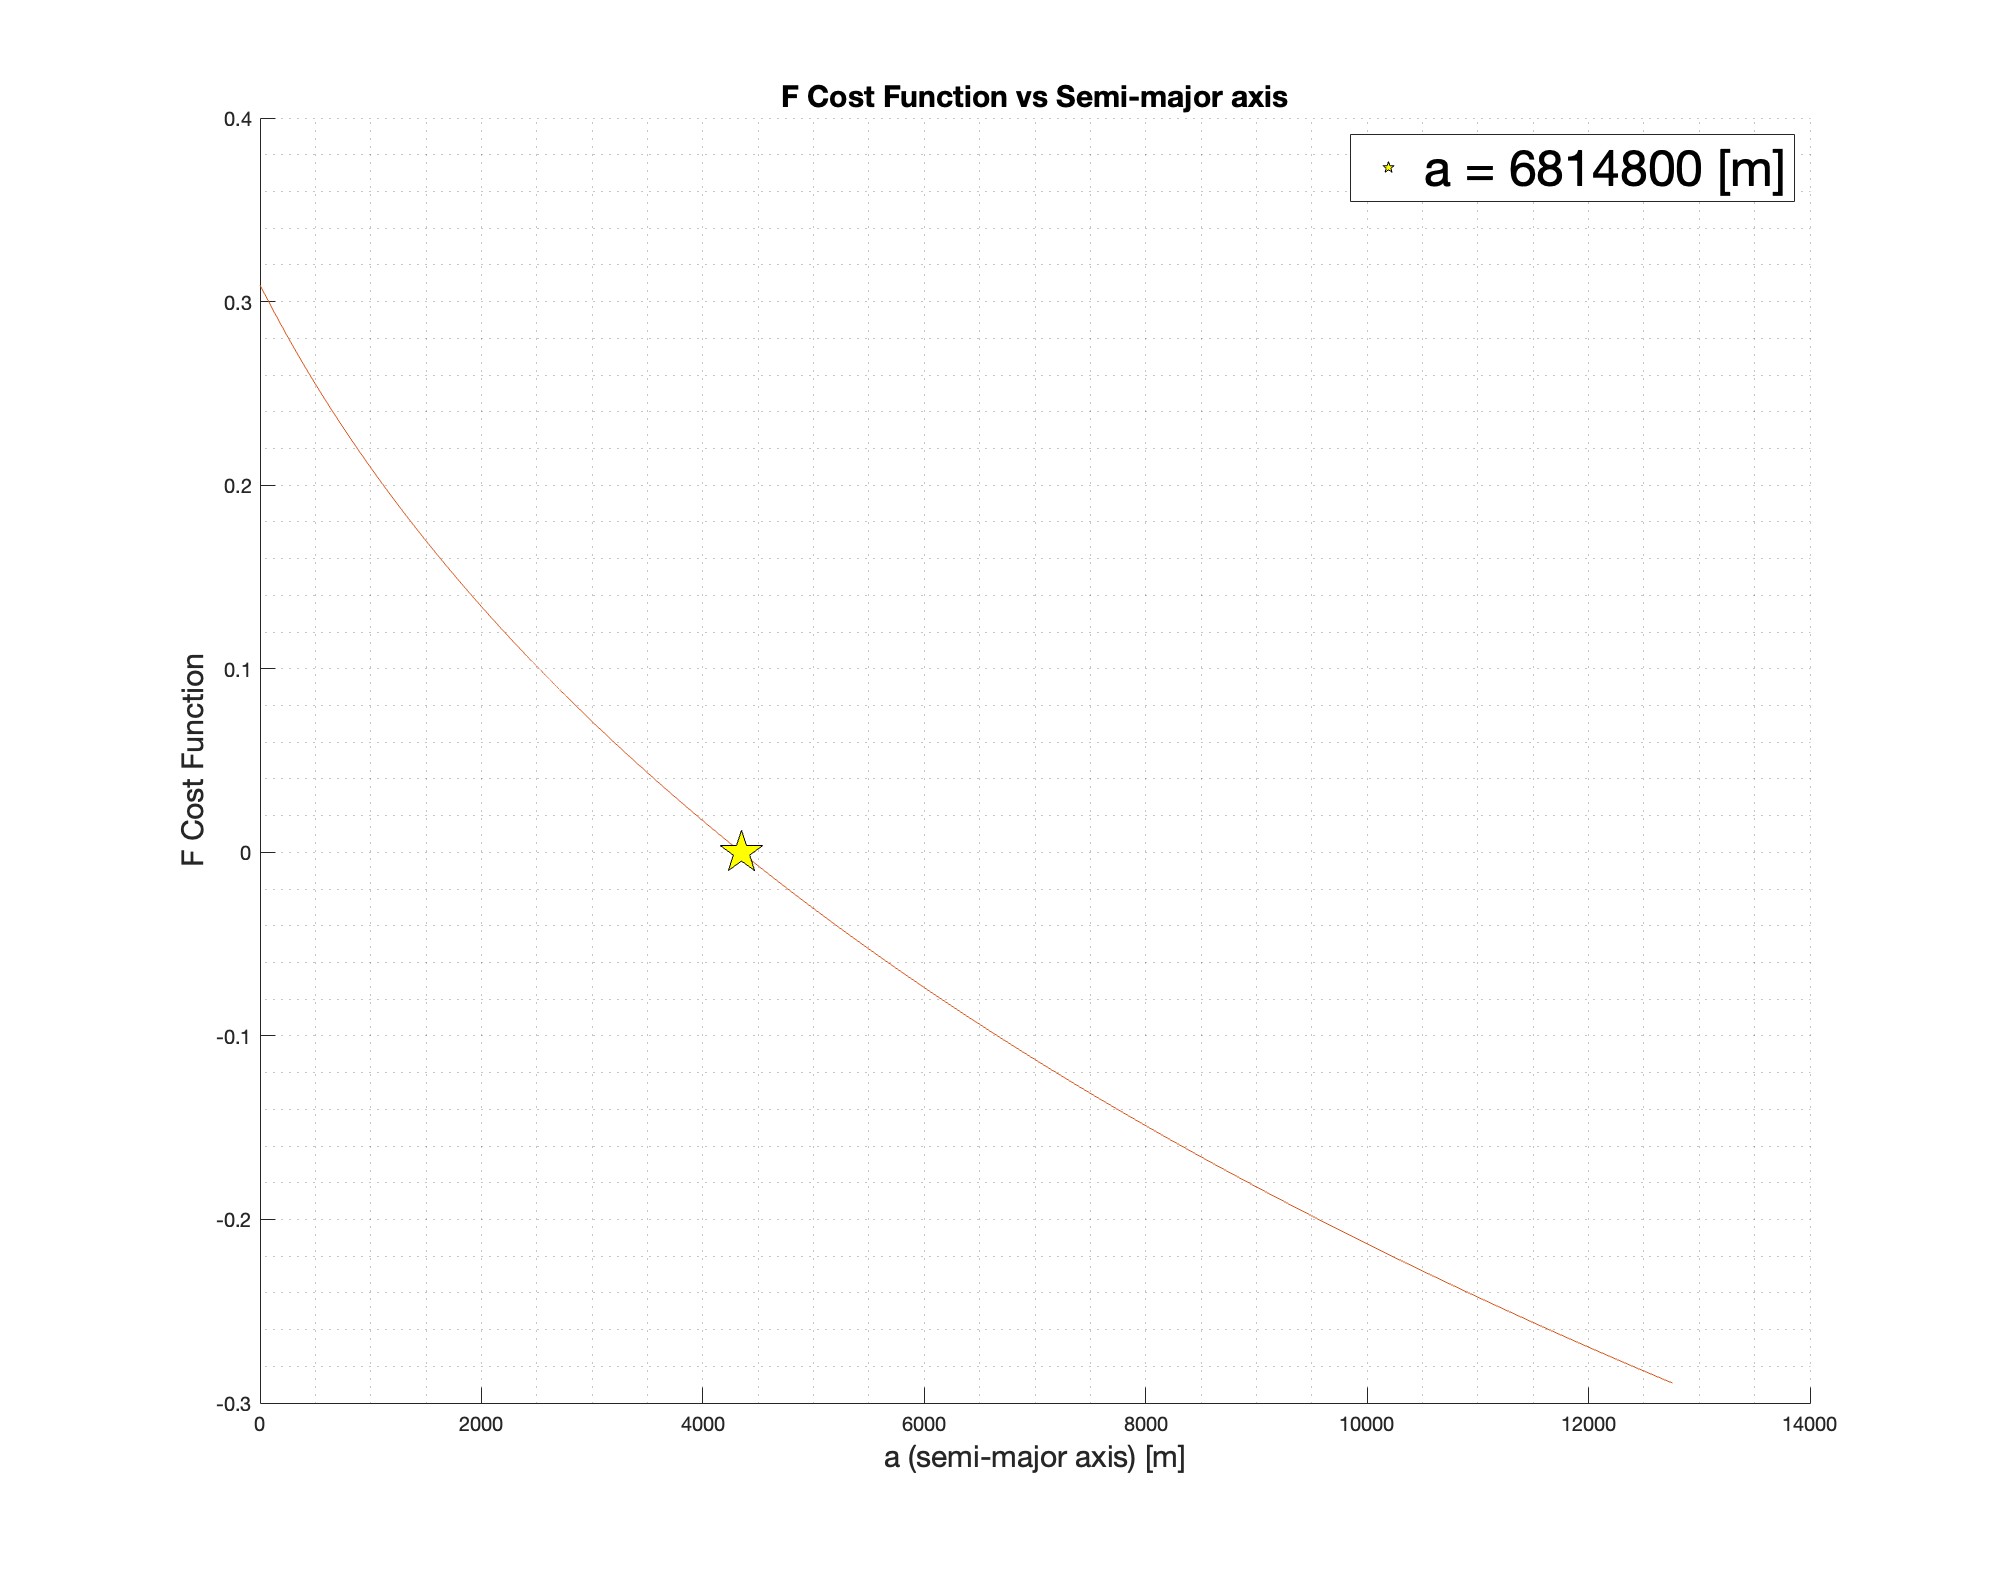 F Cost Function vs Semi-major axis
a = 6814800 [m]
0.4
0.3
0.2
0.1
0
-0.1
-0.2
-0.3
F Cost Function
0 2000 4000 6000 8000 10000 12000 14000
a (semi-major axis) [m]